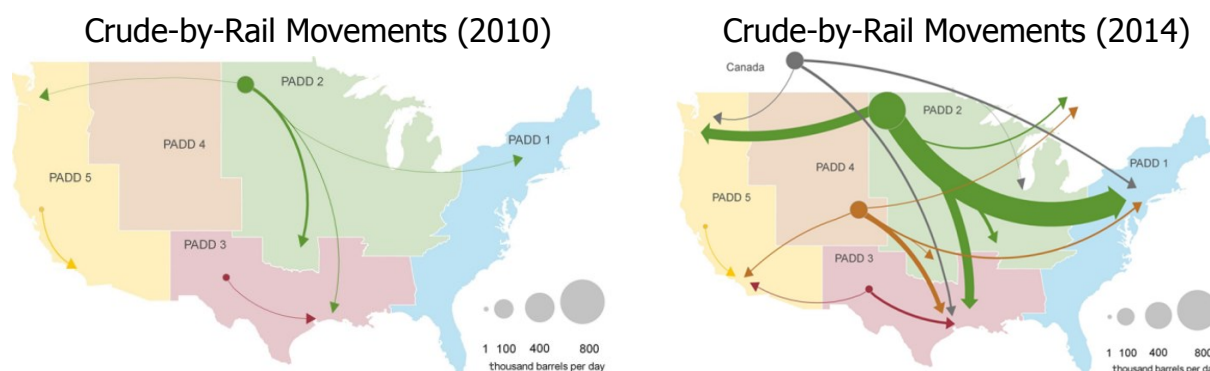 Crude-by-Rail Movements (2010)
PADD 2
PADD 1
PADD 4
PADD 5
PADD 3
1 100 400 800
thousand barrels per day
Crude-by-Rail Movements (2014)
Canada
PADD 2
PADD 1
PADD 4
PADD 5
PADD 3
1 100 400 800
thousand barrels per da